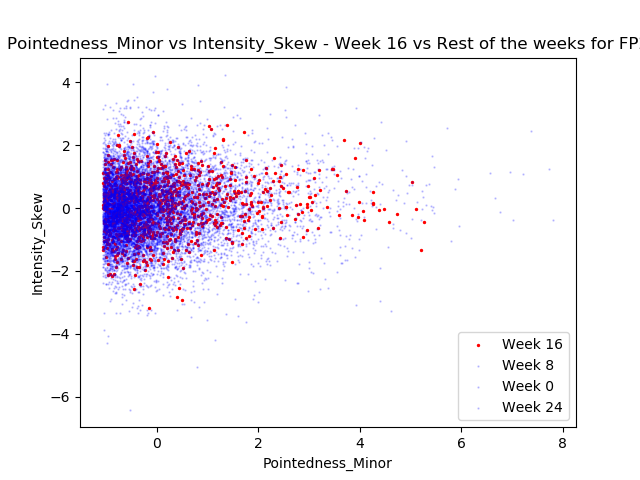 Pointedness_Minor vs Intensity_Skew - Week 16 vs Rest of the weeks for FP
4
2
0
−2
−4
−6
Intensity_Skew
Week 16
Week 8
Week 0
Week 24
0 2 4 6 8
Pointedness_Minor